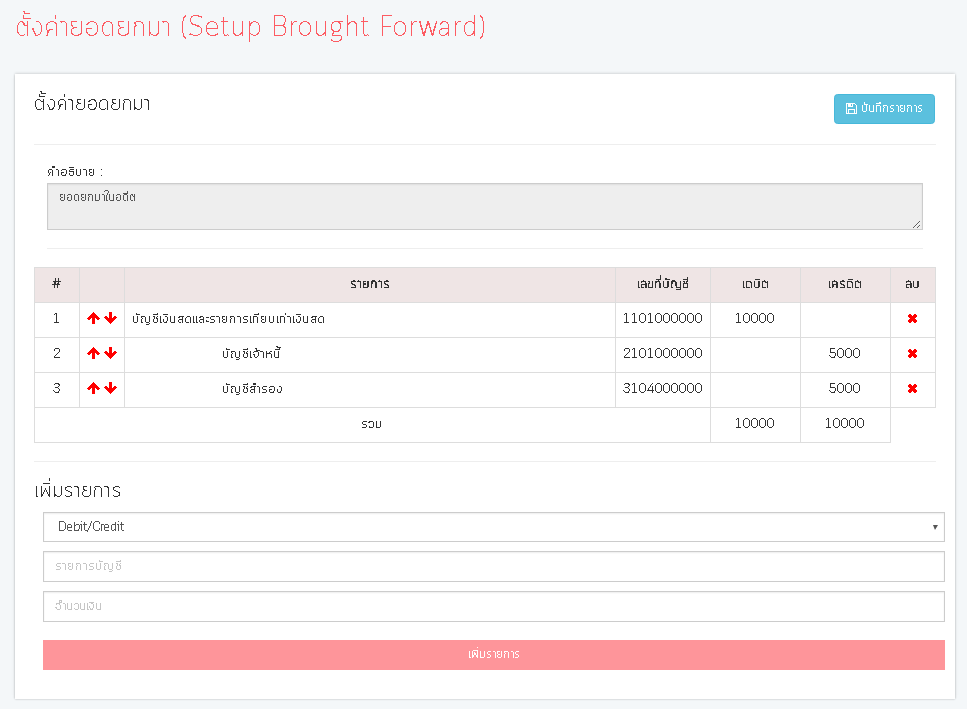 ตั้งค่ายอดยกมา (Setup Brought Forward)
ตั้งค่ายอดยกมา
บันทึกรายการ
คำอธิบาย :
ยอดยกมาในอดีต
# รายการ เลขที่บัญชี เดบิต เครดิต ลบ
1 บัญชีเงินสดและรายการเทียบเท่าเงินสด 1101000000 10000
2 บัญชีเจ้าหนี้ 2101000000 5000
3 บัญชีสำรอง 3104000000 5000
รวม 10000 10000
เพิ่มรายการ
Debit/Credit
รายการบัญชี
จำนวนเงิน
เพิ่มรายการ